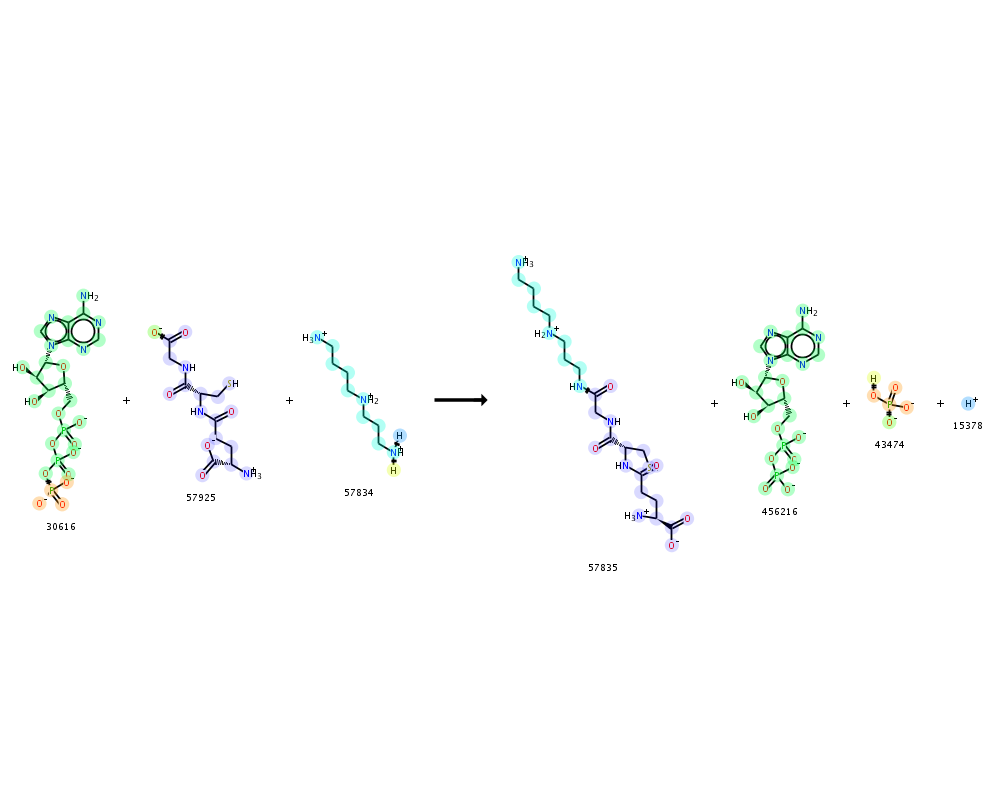 NH2
N
N
N
N
HO
O
HO
O
P
O-
O
O
P
O-
O
O
P
O-
O-
O
30616
+
O-
O
NH
O
SH
HN
O
O-
O
NH3+
57925
+
H3N+
NH2+
H
NH+
H
57834
NH3+
H2N+
NH
O
NH
O
HN
O
H3N+
O
O-
57835
+
NH2
N
N
N
N
HO
O
HO
O
P
O-
O
O
P
O-
O
O-
456216
+
H
O
O
P
O-
O-
43474
+
H+
15378